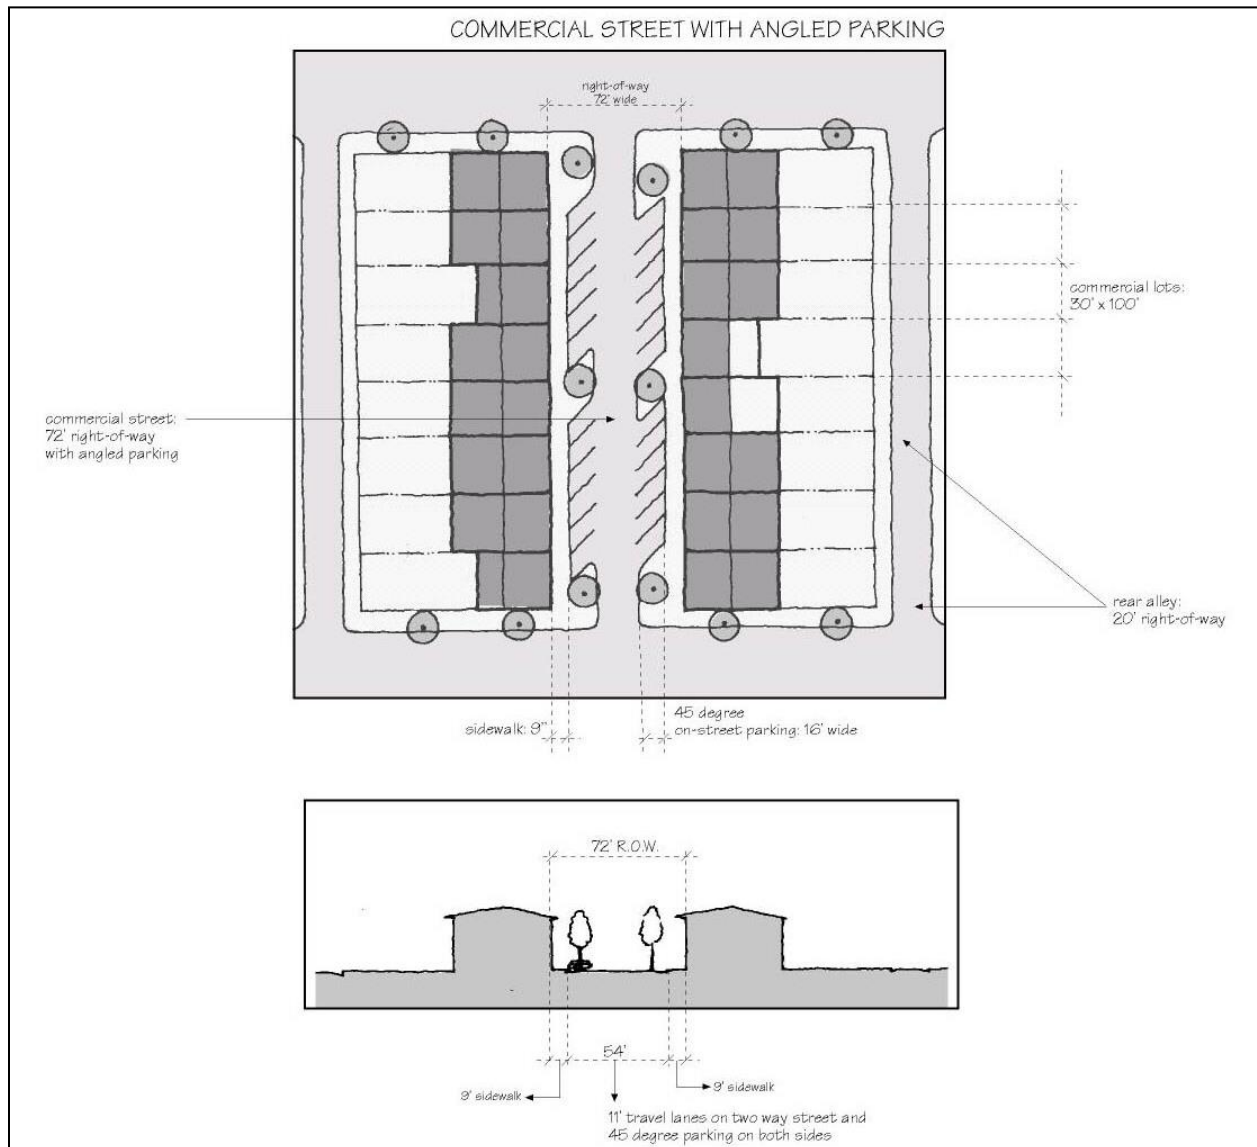 COMMERCIAL STREET WITH ANGLED PARKING
right-of-way
72' wide
commercial lots:
30' x 100'
commercial street:
72' right-of-way
with angled parking
rear alley:
20' right-of-way
sidewalk: 9"
45 degree
on-street parking: 16' wide
72' R.O.W.
54'
9' sidewalk
9' sidewalk
11' travel lanes on two way street and
45 degree parking on both sides